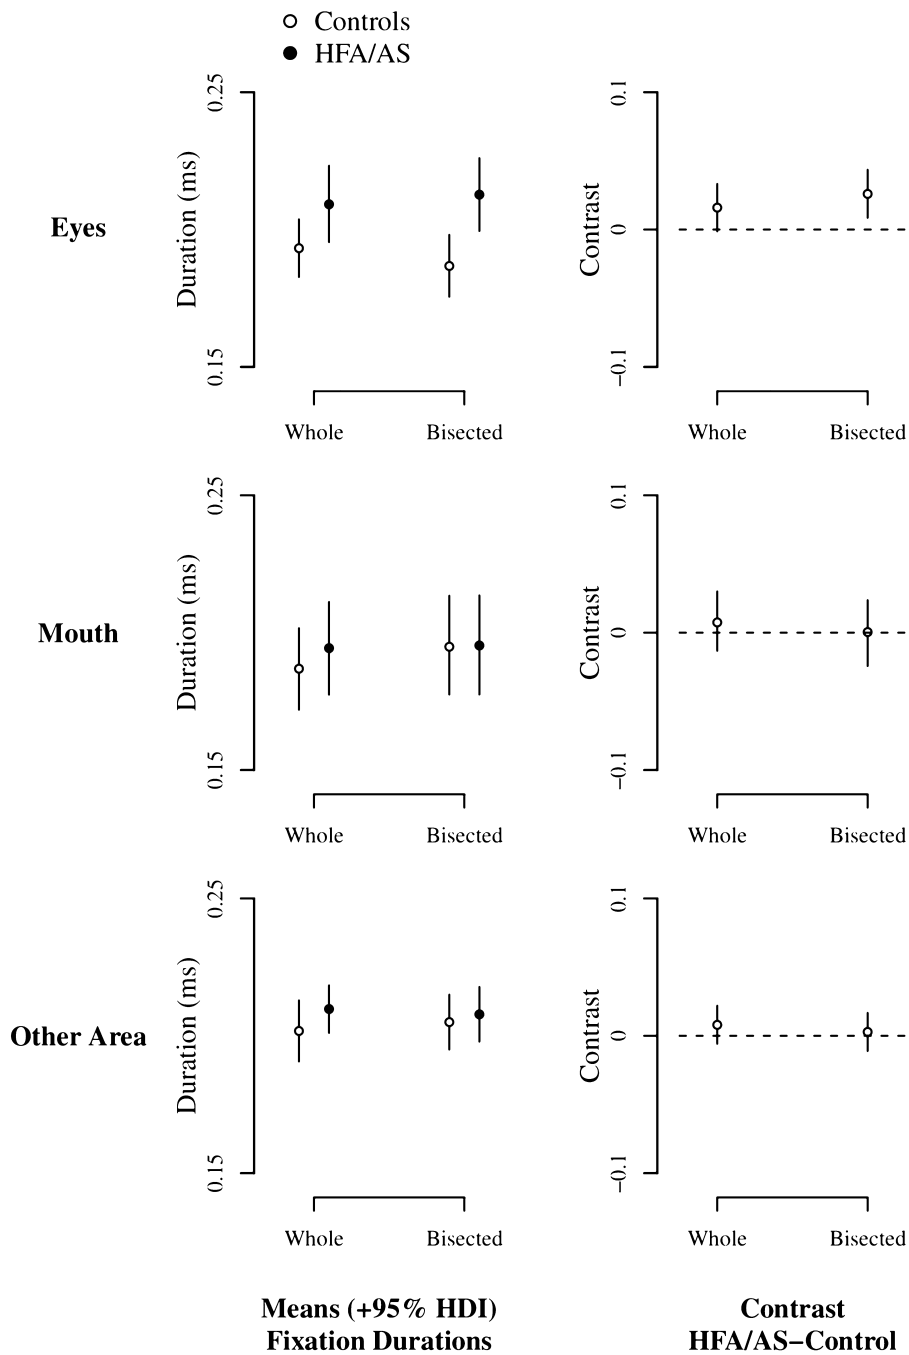 Controls
HFA/AS
Eyes
Duration (ms)
0.25
0.15
Whole
Bisected
Contrast
0.1
0
−0.1
Whole
Bisected
Mouth
Duration (ms)
0.25
0.15
Whole
Bisected
Contrast
0.1
0
−0.1
Whole
Bisected
Other Area
Duration (ms)
0.25
0.15
Whole
Bisected
Contrast
0.1
0
−0.1
Whole
Bisected
Means (+95% HDI)
Fixation Durations
Contrast
HFA/AS−Control